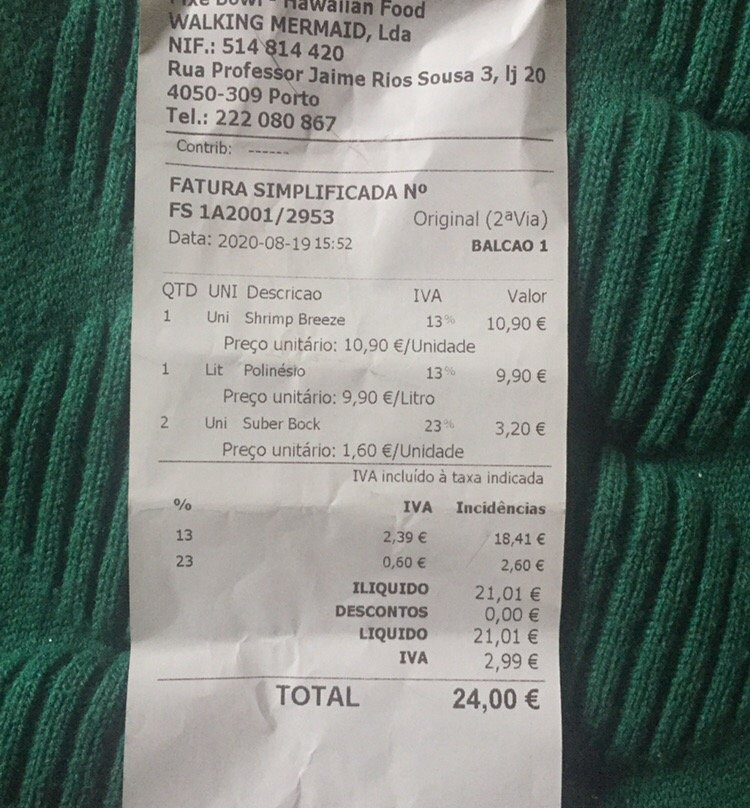 Hawaiian Food
WALKING MERMAID, Lda
NIF.: 514 814 420
Rua Professor Jaime Rios Sousa 3, lj 20
4050-309 Porto
Tel.: 222 080 867
Contrib: ------
FATURA SIMPLIFICADA Nº
FS 1A2001/2953 Original (2ªVia)
Data: 2020-08-19 15:52 BALCAO 1
QTD UNI Descricao IVA Valor
1 Uni Shrimp Breeze 13% 10,90 €
Preço unitário: 10,90 €/Unidade
1 Lit Polinésio 13% 9,90 €
Preço unitário: 9,90 €/Litro
2 Uni Suber Bock 23% 3,20 €
Preço unitário: 1,60 €/Unidade
IVA incluído à taxa indicada
% IVA Incidências
13 2,39 € 18,41 €
23 0,60 € 2,60 €
ILIQUIDO 21,01 €
DESCONTOS 0,00 €
LIQUIDO 21,01 €
IVA 2,99 €
TOTAL 24,00 €